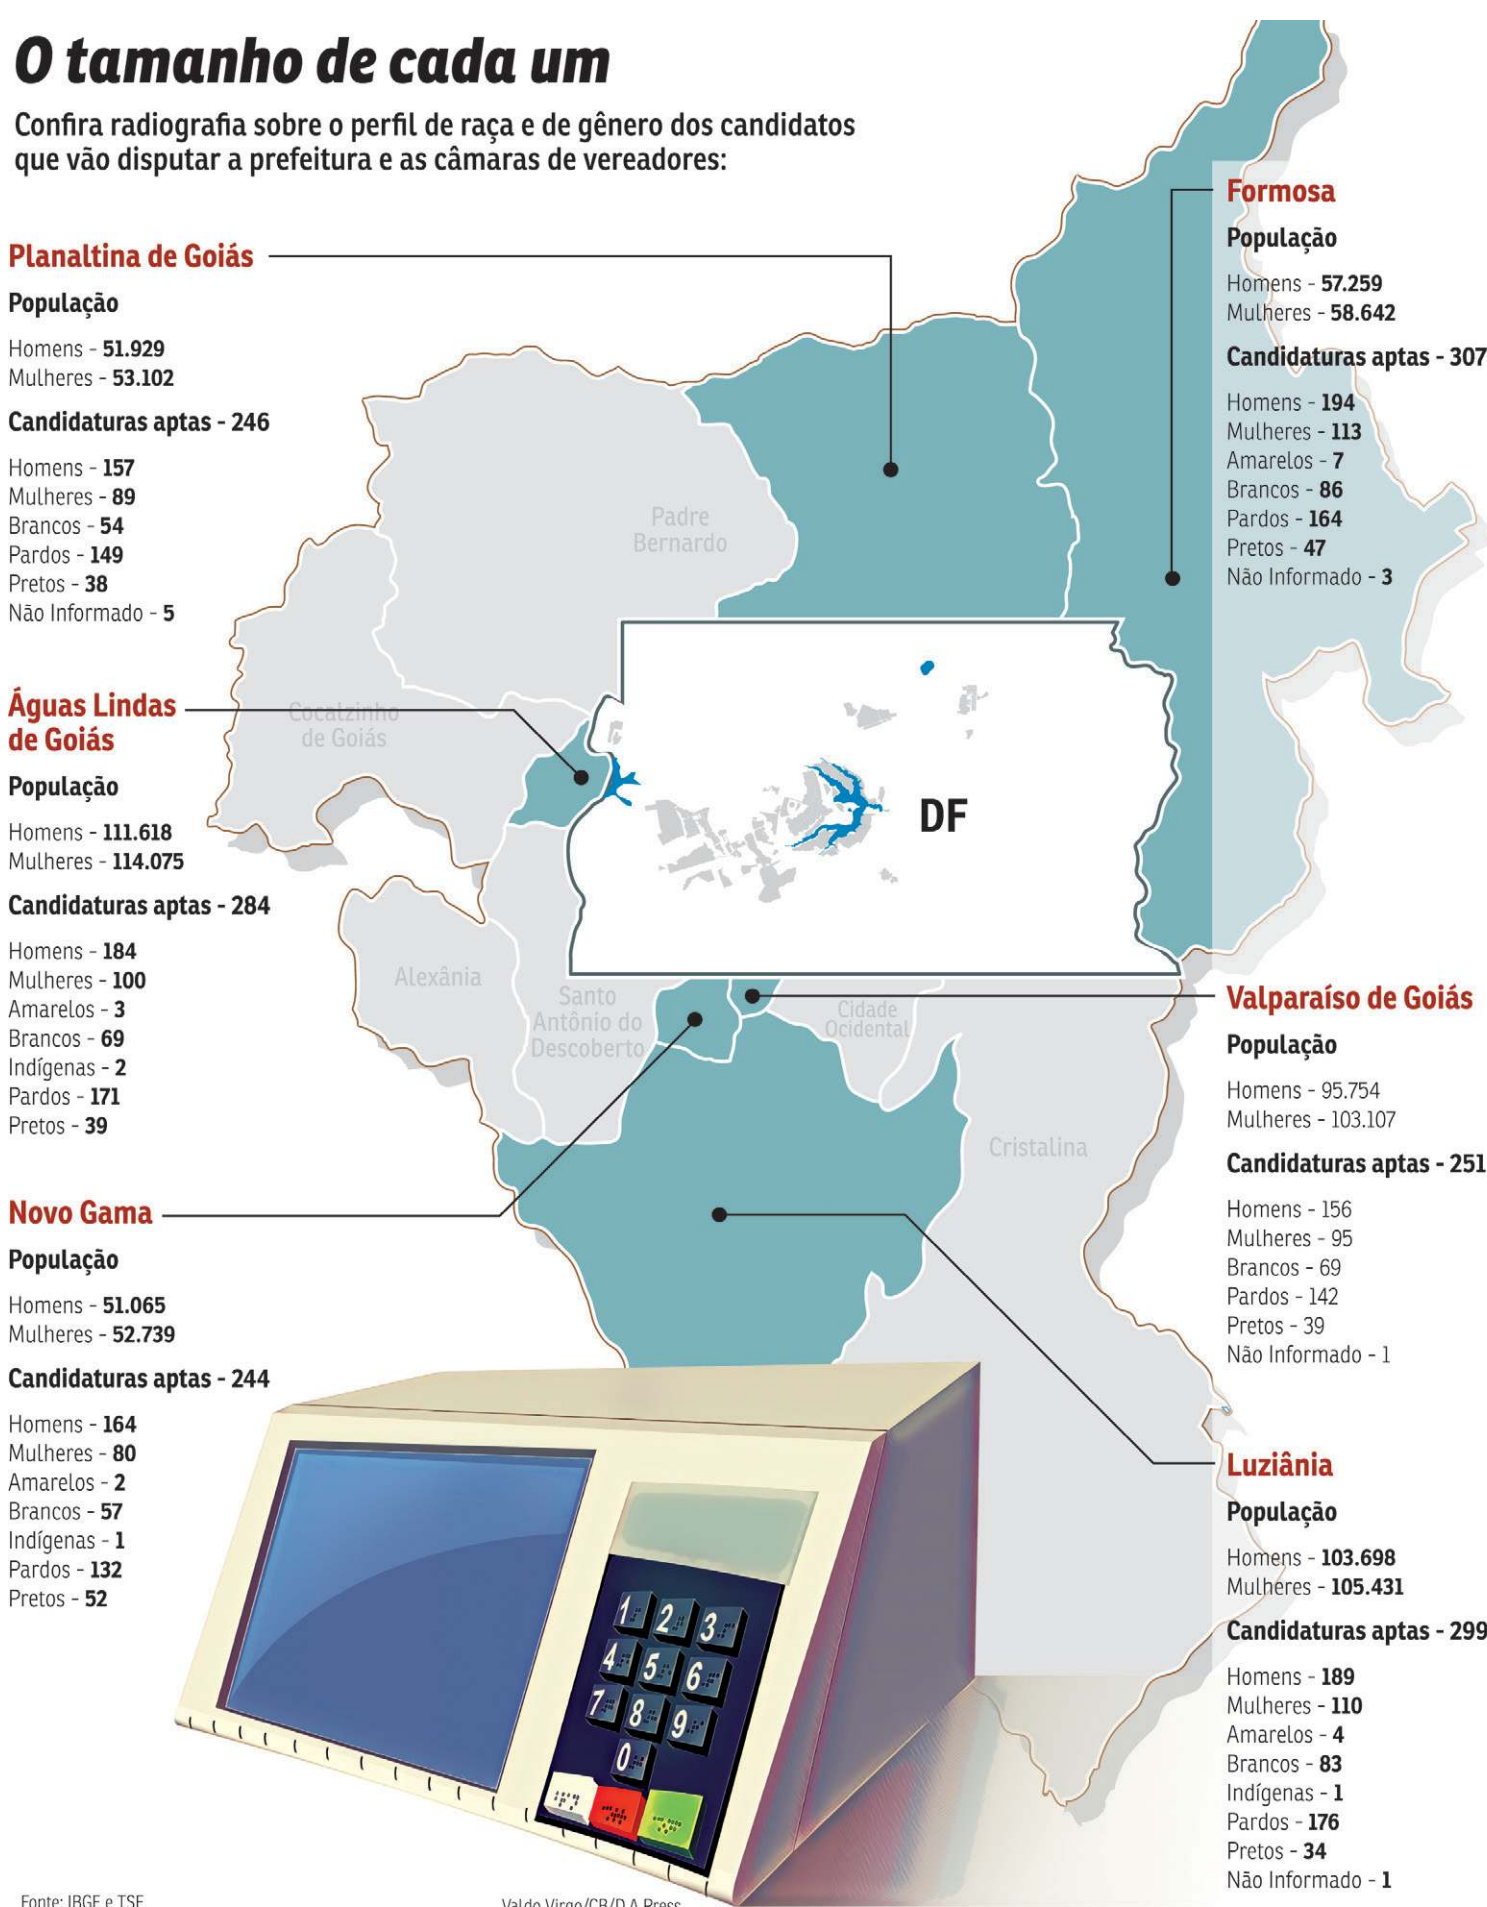 O tamanho de cada um
Confira radiografia sobre o perfil de raça e de gênero dos candidatos
que vão disputar a prefeitura e as câmaras de vereadores:
Planaltina de Goiás
População
Homens - 51.929
Mulheres - 53.102
Candidaturas aptas - 246
Homens - 157
Mulheres - 89
Brancos - 54
Pardos - 149
Pretos - 38
Não Informado - 5
Águas Lindas
de Goiás
População
Homens - 111.618
Mulheres - 114.075
Candidaturas aptas - 284
Homens - 184
Mulheres - 100
Amarelos - 3
Brancos - 69
Indígenas - 2
Pardos - 171
Pretos - 39
Novo Gama
População
Homens - 51.065
Mulheres - 52.739
Candidaturas aptas - 244
Homens - 164
Mulheres - 80
Amarelos - 2
Brancos - 57
Indígenas - 1
Pardos - 132
Pretos - 52
Padre
Bernardo
Cocalzinho
de Goiás
DF
Alexânia
Santo
Antônio do
Descoberto
Cidade
Ocidental
Cristalina
Formosa
População
Homens - 57.259
Mulheres - 58.642
Candidaturas aptas - 307
Homens - 194
Mulheres - 113
Amarelos - 7
Brancos - 86
Pardos - 164
Pretos - 47
Não Informado - 3
Valparaíso de Goiás
População
Homens - 95.754
Mulheres - 103.107
Candidaturas aptas - 251
Homens - 156
Mulheres - 95
Brancos - 69
Pardos - 142
Pretos - 39
Não Informado - 1
Luziânia
População
Homens - 103.698
Mulheres - 105.431
Candidaturas aptas - 299
Homens - 189
Mulheres - 110
Amarelos - 4
Brancos - 83
Indígenas - 1
Pardos - 176
Pretos - 34
Não Informado - 1
1 2 3
4 5 6
7 8 9
0
Fonte: IBGE e TSE
Valdo Virgo/CB/D.A Press